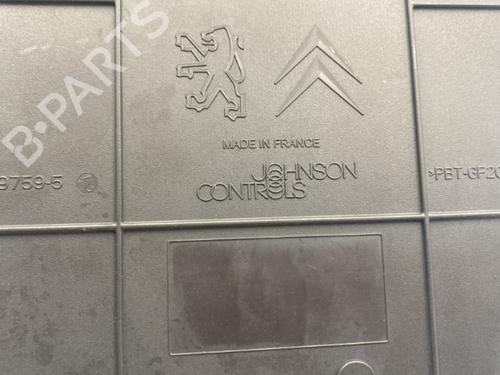 B-PARTS
MADE IN FRANCE
JOHNSON
CONTROLS
9759-5
>PBT-GF20